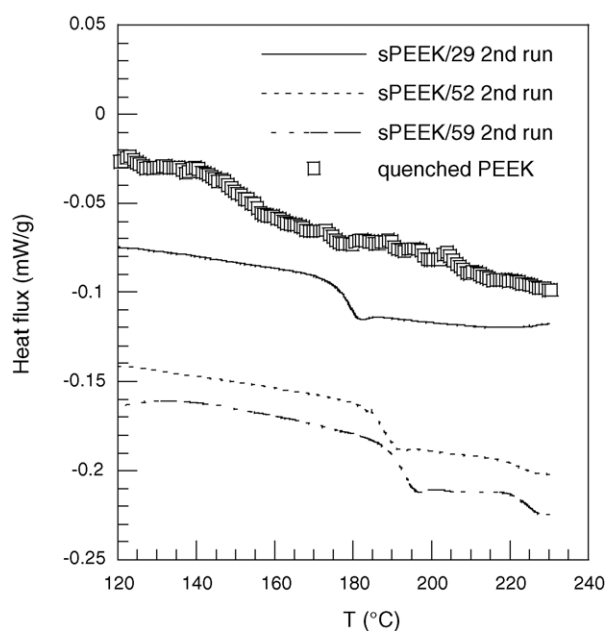 0.05
0
-0.05
-0.1
-0.15
-0.2
-0.25
Heat flux (mW/g)
sPEEK/29 2nd run
sPEEK/52 2nd run
sPEEK/59 2nd run
quenched PEEK
120 140 160 180 200 220 240
T (°C)